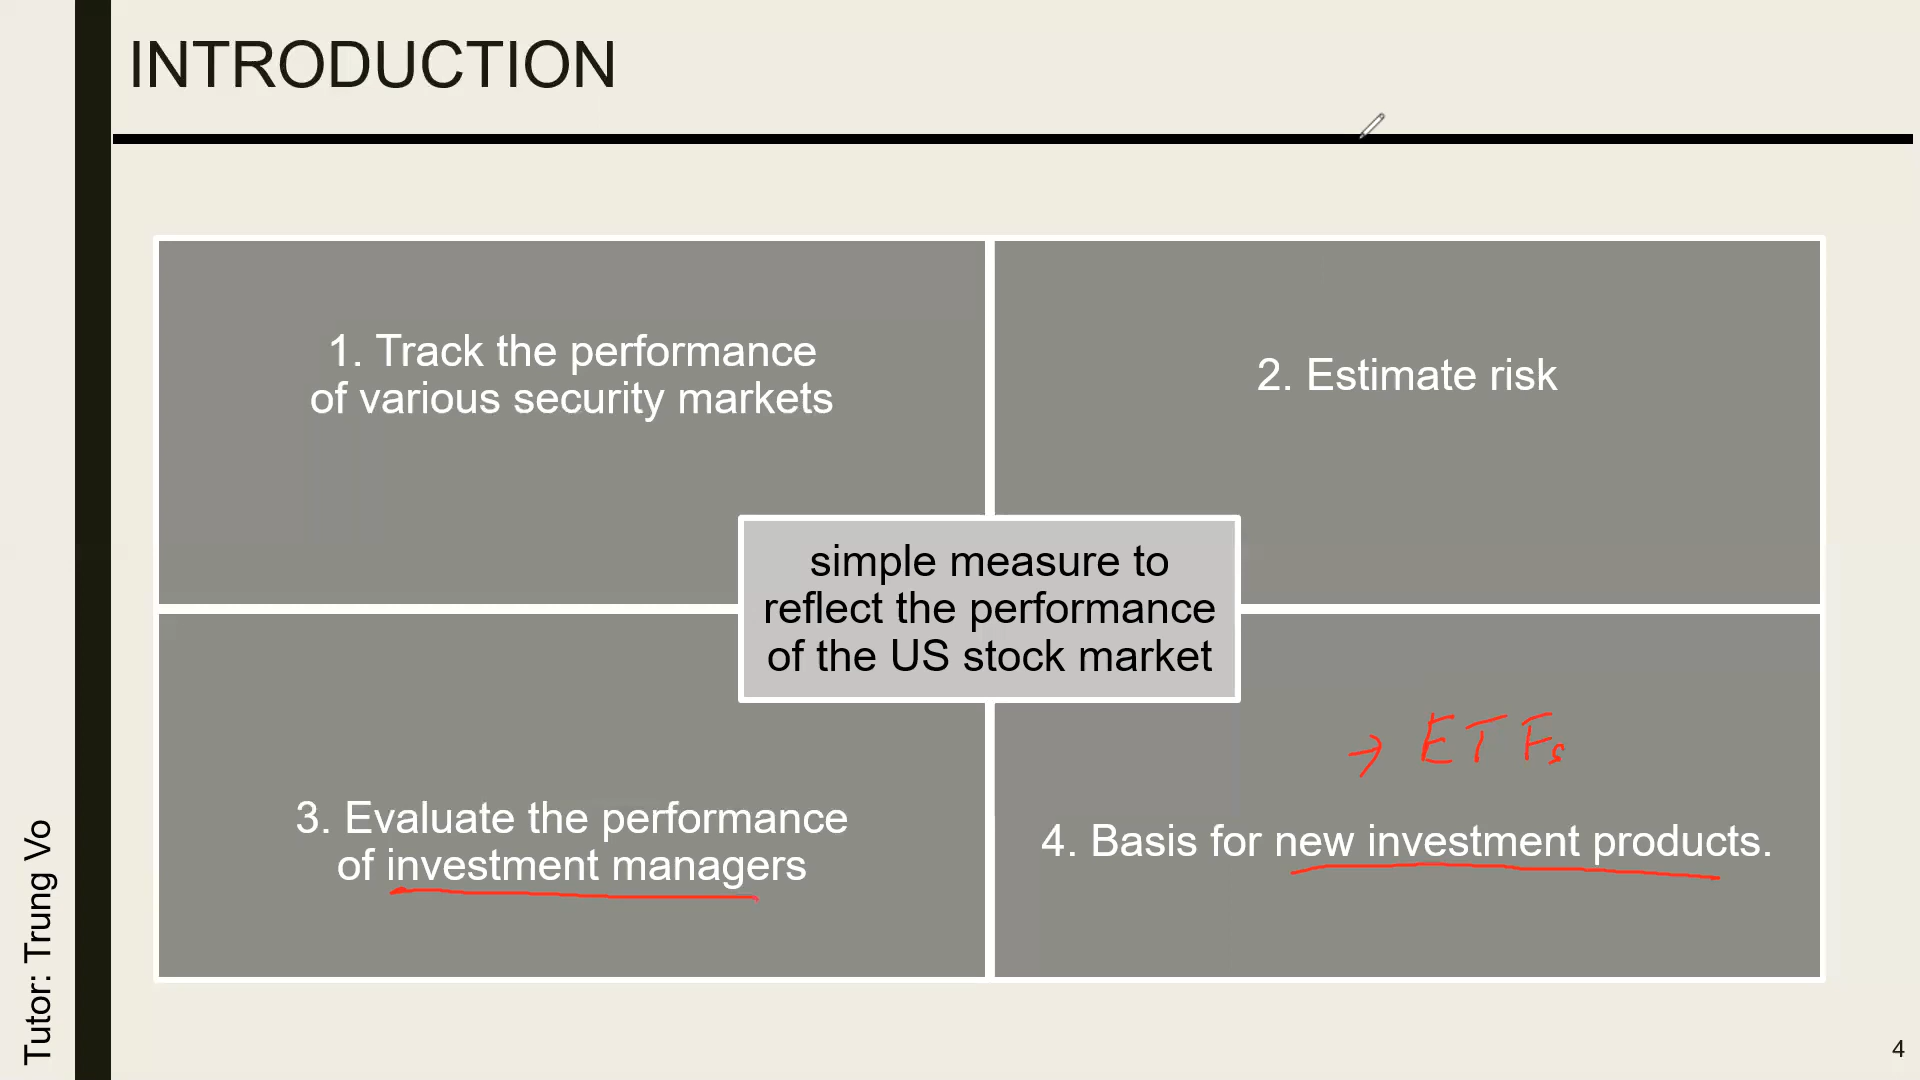 INTRODUCTION
1. Track the performance
of various security markets
2. Estimate risk
simple measure to
reflect the performance
of the US stock market
3. Evaluate the performance
of investment managers
→ ETFs
4. Basis for new investment products.
Tutor: Trung Vo
4